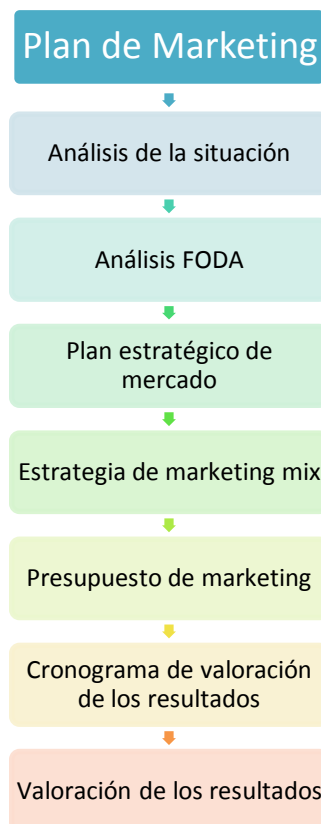 Plan de Marketing
Análisis de la situación
Análisis FODA
Plan estratégico de
mercado
Estrategia de marketing mix
Presupuesto de marketing
Cronograma de valoración
de los resultados
Valoración de los resultados